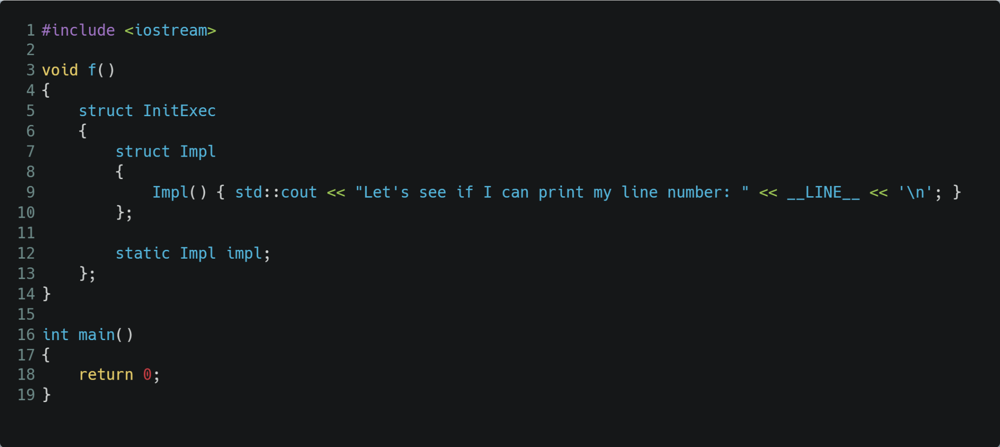 1 #include <iostream>
2
3 void f()
4 {
5     struct InitExec
6     {
7         struct Impl
8         {
9             Impl() { std::cout << "Let's see if I can print my line number: " << __LINE__ << '\n'; }
10         };
11
12         static Impl impl;
13     };
14 }
15
16 int main()
17 {
18     return 0;
19 }